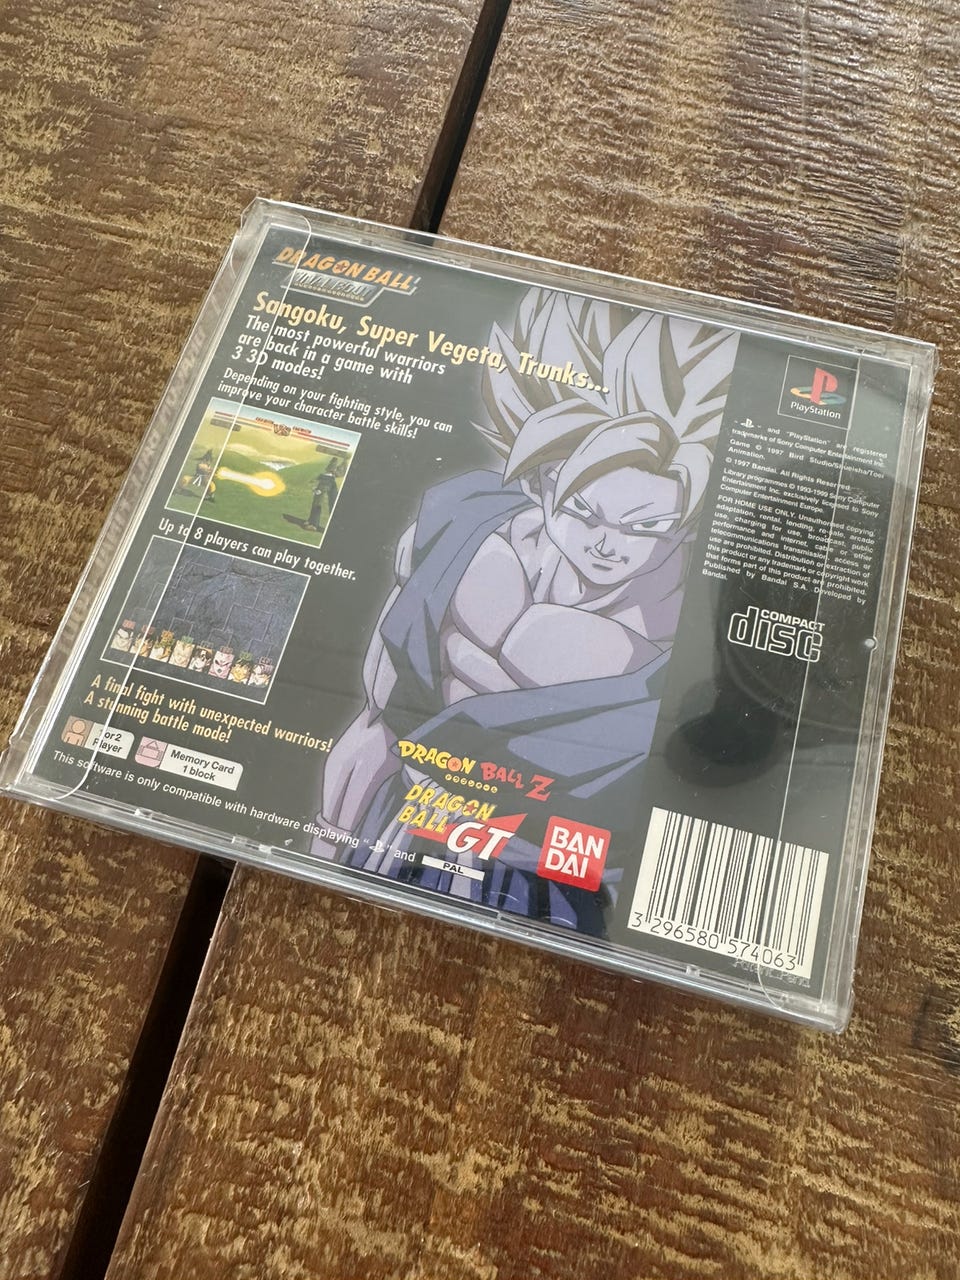 DRAGON BALL
FINAL BOUT
Sangoku, Super Vegeta, Trunks...
The most powerful warriors
are back in a game with
3 3D modes!
Depending on your fighting style, you can
improve your character battle skills!
Up to 8 players can play together.
A final fight with unexpected warriors!
A stunning battle mode!
1 or 2
Player
Memory Card
1 block
This software is only compatible with hardware displaying " " and PAL
DRAGON BALL Z
DRAGON
BALL GT
BAN
DAI
PlayStation
- - and "PlayStation" are registered
trademarks of Sony Computer Entertainment Inc.
Game © 1997 Bird Studio/Shueisha/Toei
Animation.
© 1997 Bandai. All Rights Reserved.
Library programmes © 1993-1999 Sony Computer
Entertainment Inc. exclusively licensed to Sony
Computer Entertainment Europe.
FOR HOME USE ONLY. Unauthorised copying,
adaptation, rental, lending, re-sale, arcade
use, charging for use, broadcast, public
performance and internet, cable or other
telecommunications transmission, access or
use are prohibited. Distribution or extraction of
this product or any trademark or copyright work
that forms part of this product are prohibited.
Published by Bandai S.A. Developed by
Bandai.
COMPACT
disc
3 296580 574063